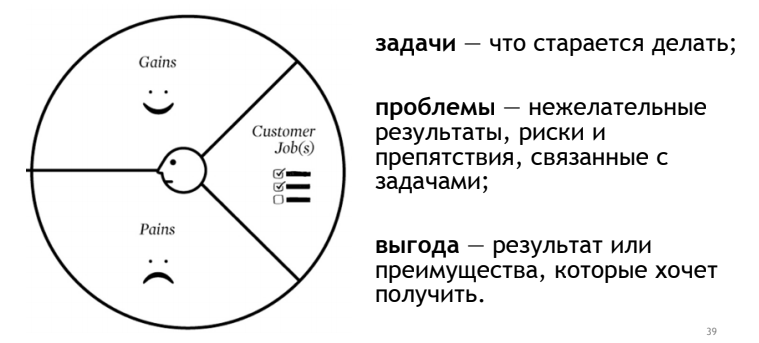 Gains
Customer
Job(s)
Pains
задачи — что старается делать;
проблемы — нежелательные
результаты, риски и
препятствия, связанные с
задачами;
выгода — результат или
преимущества, которые хочет
получить.
39